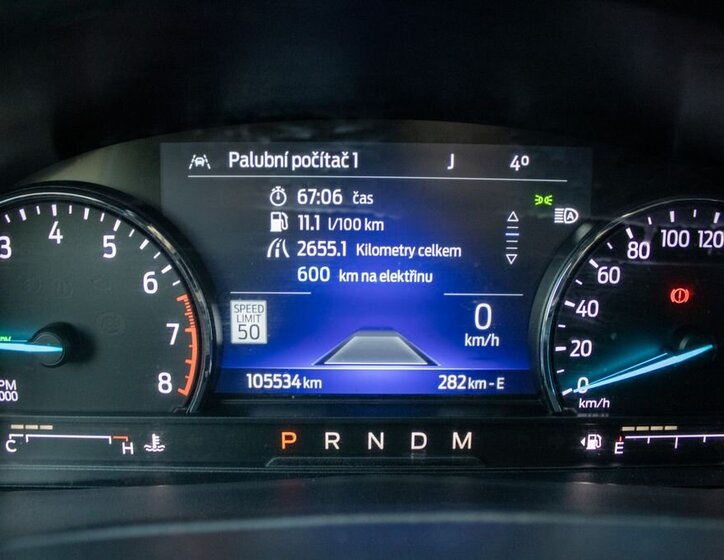 Palubní počítač 1 J 4°
67:06 čas
11.1 l/100 km
2655.1 Kilometry celkem
600 km na elektřinu
SPEED
LIMIT
50
0
km/h
105534 km 282 km - E
3 4 5 6 7 8
000
20 40 60 80 100 120
0
km/h
A
C H
P R N D M
E